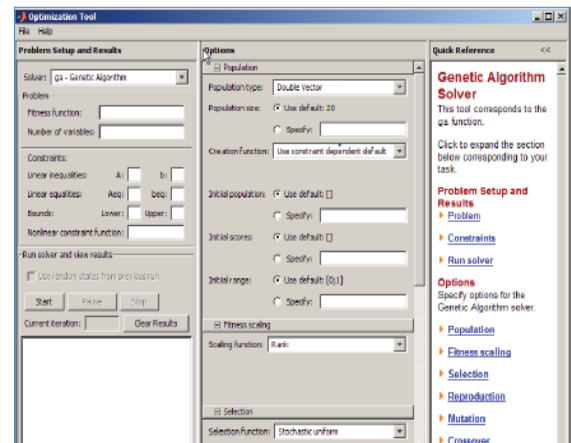 Optimization Tool
File Help
Problem Setup and Results
Solver: ga - Genetic Algorithm
Problem
Fitness function:
Number of variables:
Constraints:
Linear inequalities: A: b:
Linear equalities: Aeq: beq:
Bounds: Lower: Upper:
Nonlinear constraint function:
Run solver and view results
Use random states from previous run
Start Pause Stop
Current iteration: Clear Results
Options
Population
Population type: Double Vector
Population size: Use default: 20
Specify:
Creation function: Use constraint dependent default
Initial population: Use default: []
Specify:
Initial scores: Use default: []
Specify:
Initial range: Use default: [0;1]
Specify:
Fitness scaling
Scaling function: Rank
Selection
Selection function: Stochastic uniform
Quick Reference <<
Genetic Algorithm
Solver
This tool corresponds to the
ga function.
Click to expand the section
below corresponding to your
task.
Problem Setup and
Results
Problem
Constraints
Run solver
Options
Specify options for the
Genetic Algorithm solver.
Population
Fitness scaling
Selection
Reproduction
Mutation
Crossover